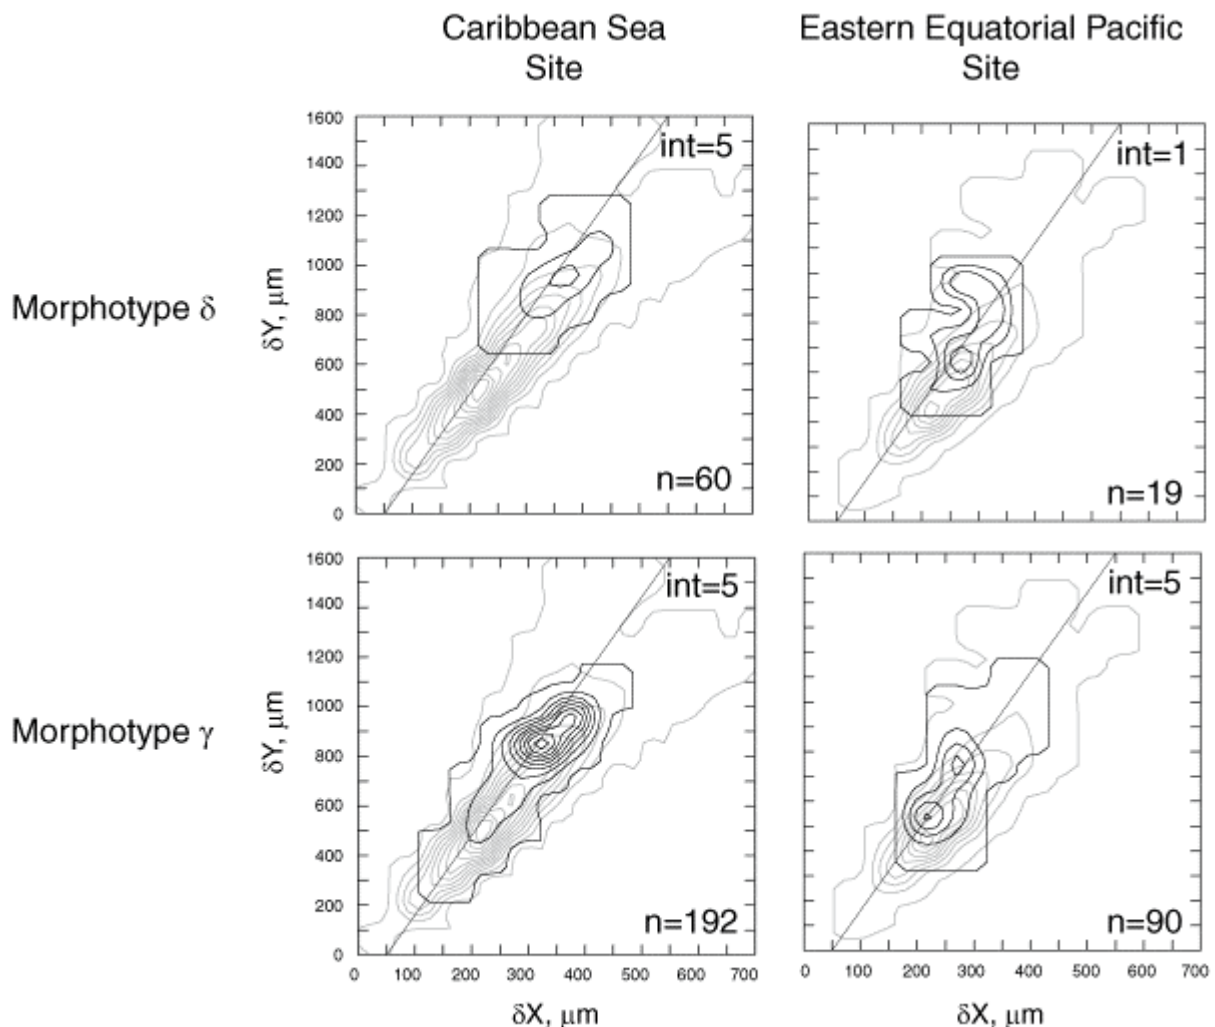 Caribbean Sea
Site
Eastern Equatorial Pacific
Site
Morphotype δ
δY, μm
1600
1400
1200
1000
800
600
400
200
0
int=5
n=60
int=1
n=19
Morphotype γ
δY, μm
1600
1400
1200
1000
800
600
400
200
0
int=5
n=192
int=5
n=90
0 100 200 300 400 500 600 700
0 100 200 300 400 500 600 700
δX, μm
δX, μm